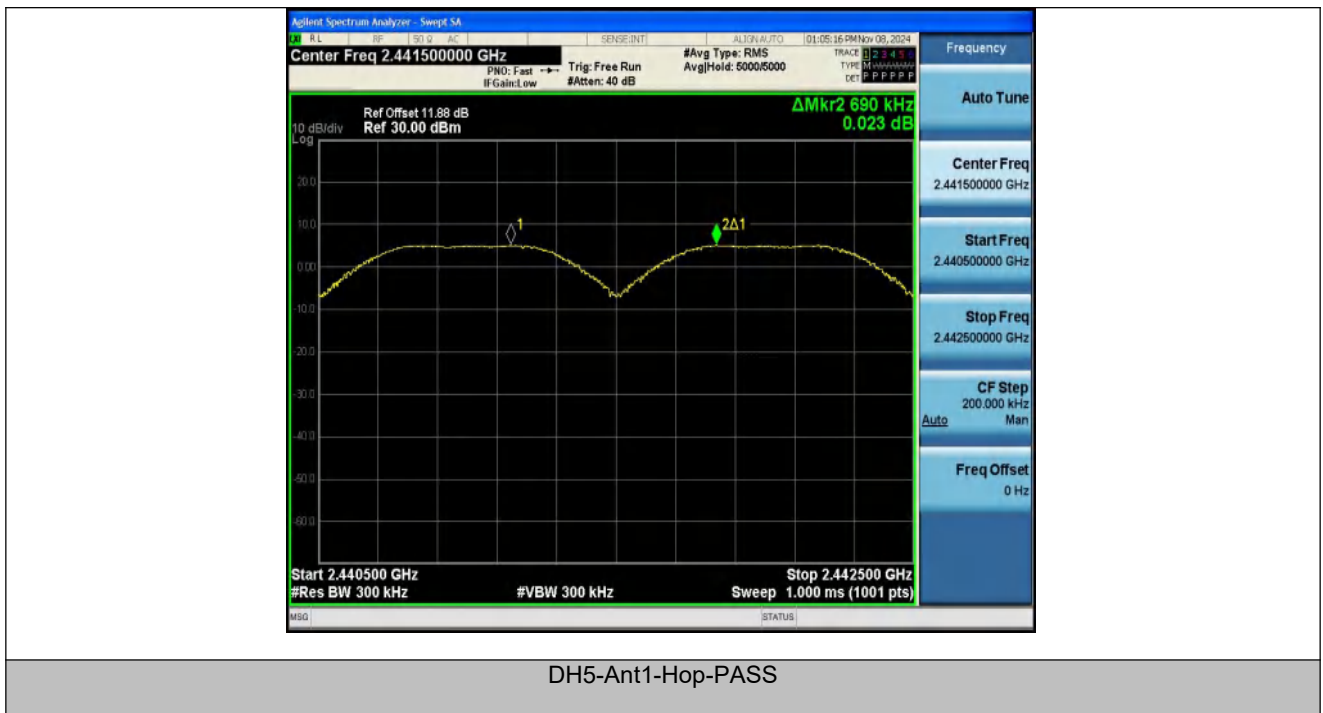 Agilent Spectrum Analyzer - Swept SA
RL RF 50 Ω AC SENSE:INT ALIGN AUTO 01:05:16 PM Nov 08, 2024
Center Freq 2.441500000 GHz #Avg Type: RMS TRACE 1 2 3 4 5 6 Frequency
PNO: Fast Trig: Free Run Avg|Hold: 5000/5000 TYPE M
IFGain:Low #Atten: 40 dB DET P P P P P P
Auto Tune
ΔMkr2 690 kHz
Ref Offset 11.88 dB 0.023 dB
10 dB/div Ref 30.00 dBm
Log
Center Freq
2.441500000 GHz
20.0
10.0
1
2Δ1
Start Freq
2.440500000 GHz
0.00
-10.0
Stop Freq
2.442500000 GHz
-20.0
-30.0
CF Step
200.000 kHz
Auto Man
-40.0
-50.0
Freq Offset
0 Hz
-60.0
Start 2.440500 GHz Stop 2.442500 GHz
#Res BW 300 kHz #VBW 300 kHz Sweep 1.000 ms (1001 pts)
MSG STATUS
DH5-Ant1-Hop-PASS